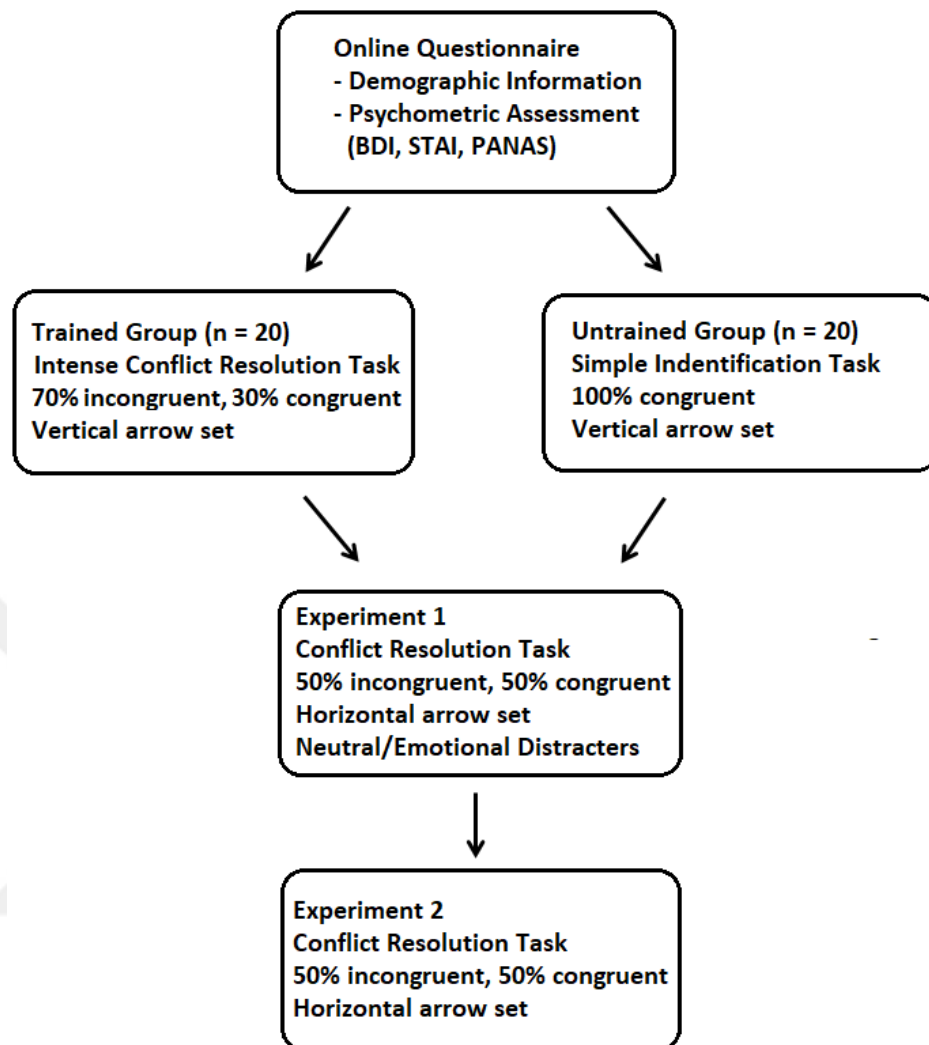 Online Questionnaire
- Demographic Information
- Psychometric Assessment
(BDI, STAI, PANAS)
Trained Group (n = 20)
Intense Conflict Resolution Task
70% incongruent, 30% congruent
Vertical arrow set
Untrained Group (n = 20)
Simple Indentification Task
100% congruent
Vertical arrow set
Experiment 1
Conflict Resolution Task
50% incongruent, 50% congruent
Horizontal arrow set
Neutral/Emotional Distracters
Experiment 2
Conflict Resolution Task
50% incongruent, 50% congruent
Horizontal arrow set